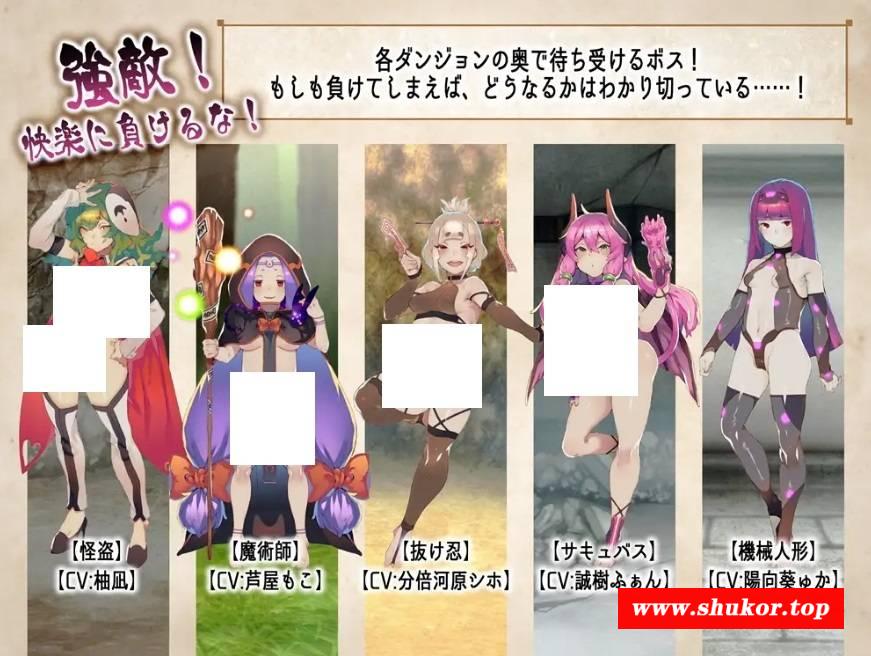 強敵！
快楽に負けるな！
各ダンジョンの奥で待ち受けるボス！
もしも負けてしまえば、どうなるかはわかり切っている……！
【怪盗】
【CV:柚凪】
【魔術師】
【CV:芦屋もこ】
【抜け忍】
【CV:分倍河原シホ】
【サキュバス】
【CV:誠樹ふぁん】
【機械人形】
【CV:陽向葵ゅか】
www.shukor.top